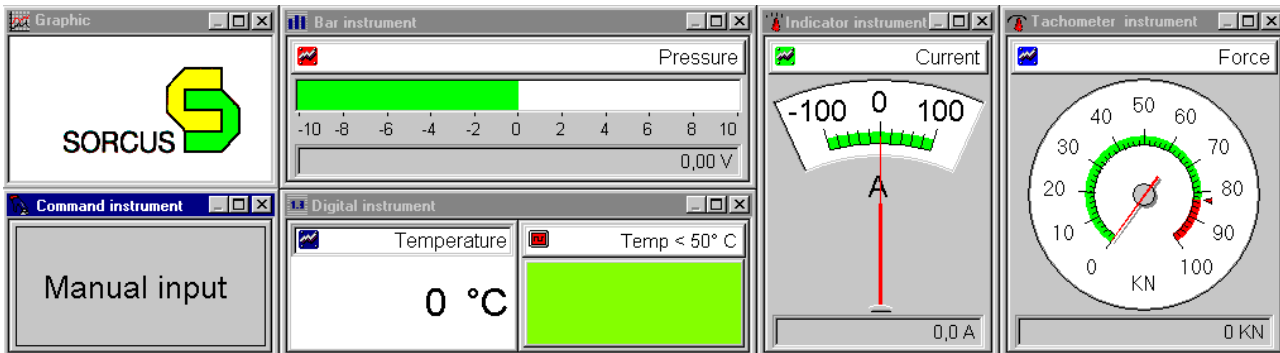 Graphic
SORCUS
Bar instrument
Pressure
-10 -8 -6 -4 -2 0 2 4 6 8 10
0,00 V
Indicator instrument
Current
-100 0 100
A
0,0 A
Tachometer instrument
Force
0 10 20 30 40 50 60 70 80 90 100
KN
0 KN
Command instrument
Manual input
1.3 Digital instrument
Temperature
0 °C
Temp < 50° C